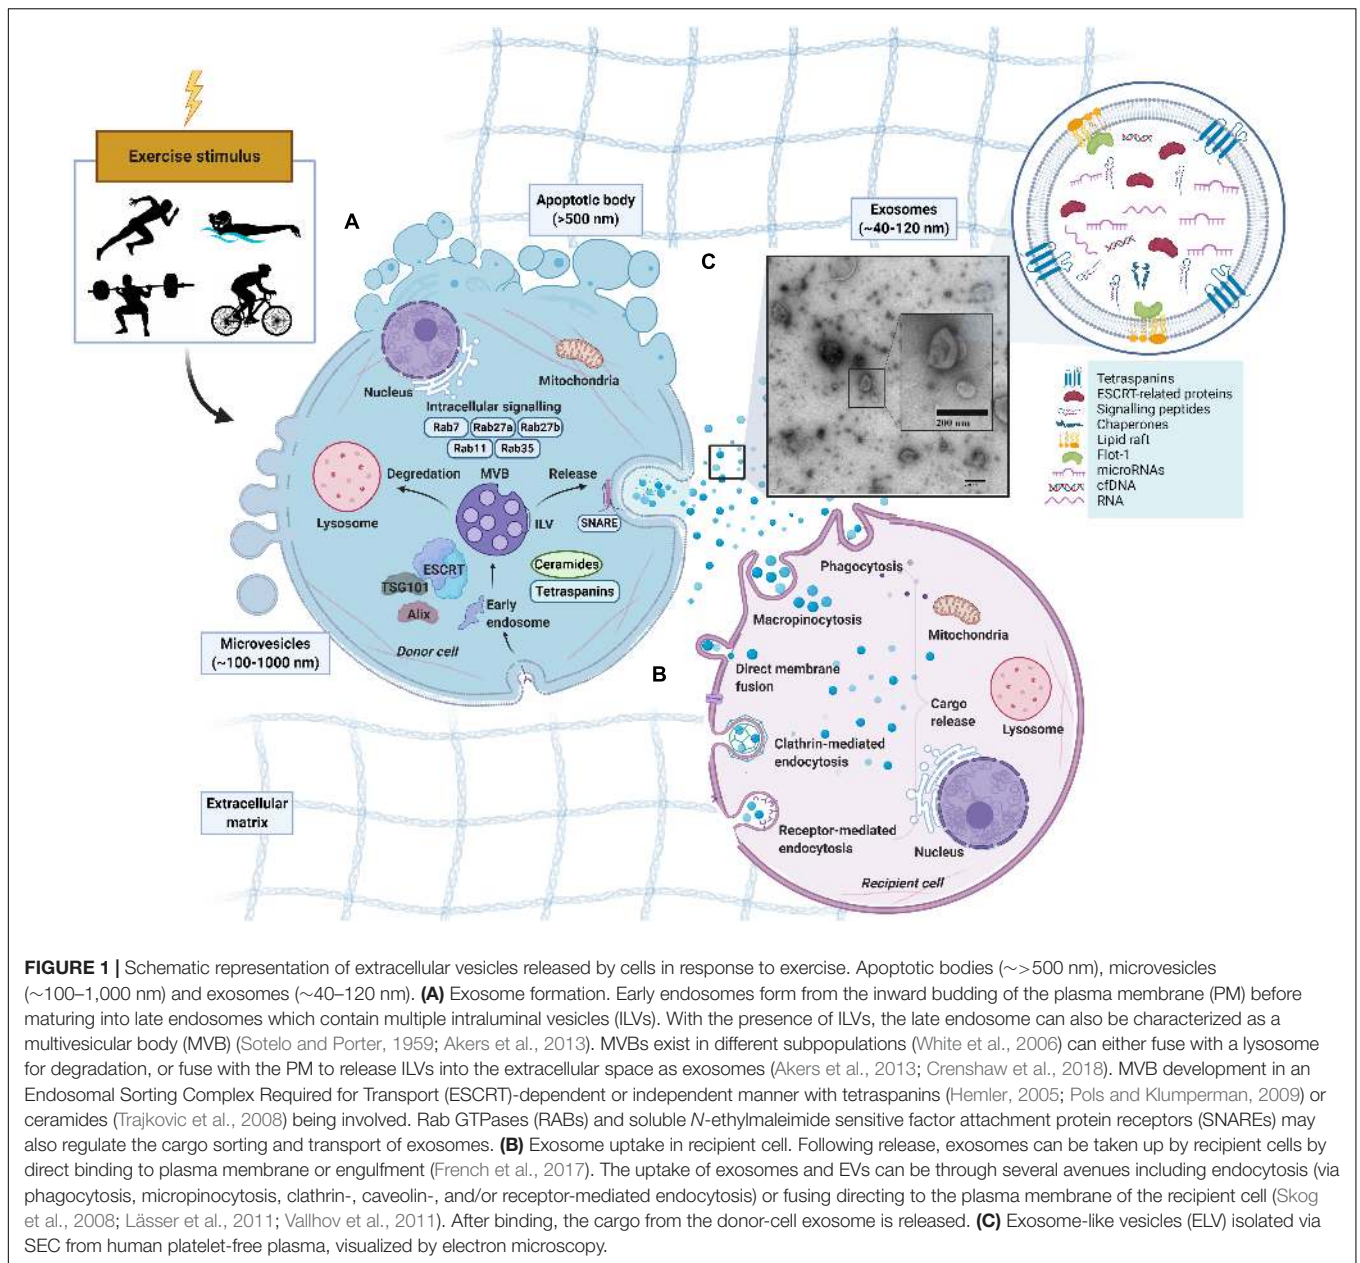 Exercise stimulus
A
Apoptotic body
(>500 nm)
Exosomes
(~40-120 nm)
C
Nucleus
Mitochondria
Intracellular signalling
Rab7
Rab27a
Rab27b
Rab11
Rab35
Degredation
MVB
Release
Lysosome
ILV
SNARE
ESCRT
TSG101
Alix
Ceramides
Tetraspanins
Early
endosome
Donor cell
Microvesicles
(~100-1000 nm)
200 nm
Tetraspanins
ESCRT-related proteins
Signalling peptides
Chaperones
Lipid raft
Flot-1
microRNAs
cfDNA
RNA
B
Phagocytosis
Macropinocytosis
Mitochondria
Direct membrane
fusion
Cargo
release
Lysosome
Clathrin-mediated
endocytosis
Receptor-mediated
endocytosis
Nucleus
Recipient cell
Extracellular
matrix
FIGURE 1 | Schematic representation of extracellular vesicles released by cells in response to exercise. Apoptotic bodies (∼>500 nm), microvesicles
(∼100–1,000 nm) and exosomes (∼40–120 nm). (A) Exosome formation. Early endosomes form from the inward budding of the plasma membrane (PM) before
maturing into late endosomes which contain multiple intraluminal vesicles (ILVs). With the presence of ILVs, the late endosome can also be characterized as a
multivesicular body (MVB) (Sotelo and Porter, 1959; Akers et al., 2013). MVBs exist in different subpopulations (White et al., 2006) can either fuse with a lysosome
for degradation, or fuse with the PM to release ILVs into the extracellular space as exosomes (Akers et al., 2013; Crenshaw et al., 2018). MVB development in an
Endosomal Sorting Complex Required for Transport (ESCRT)-dependent or independent manner with tetraspanins (Hemler, 2005; Pols and Klumperman, 2009) or
ceramides (Trajkovic et al., 2008) being involved. Rab GTPases (RABs) and soluble N-ethylmaleimide sensitive factor attachment protein receptors (SNAREs) may
also regulate the cargo sorting and transport of exosomes. (B) Exosome uptake in recipient cell. Following release, exosomes can be taken up by recipient cells by
direct binding to plasma membrane or engulfment (French et al., 2017). The uptake of exosomes and EVs can be through several avenues including endocytosis (via
phagocytosis, micropinocytosis, clathrin-, caveolin-, and/or receptor-mediated endocytosis) or fusing directing to the plasma membrane of the recipient cell (Skog
et al., 2008; Lässer et al., 2011; Vallhov et al., 2011). After binding, the cargo from the donor-cell exosome is released. (C) Exosome-like vesicles (ELV) isolated via
SEC from human platelet-free plasma, visualized by electron microscopy.